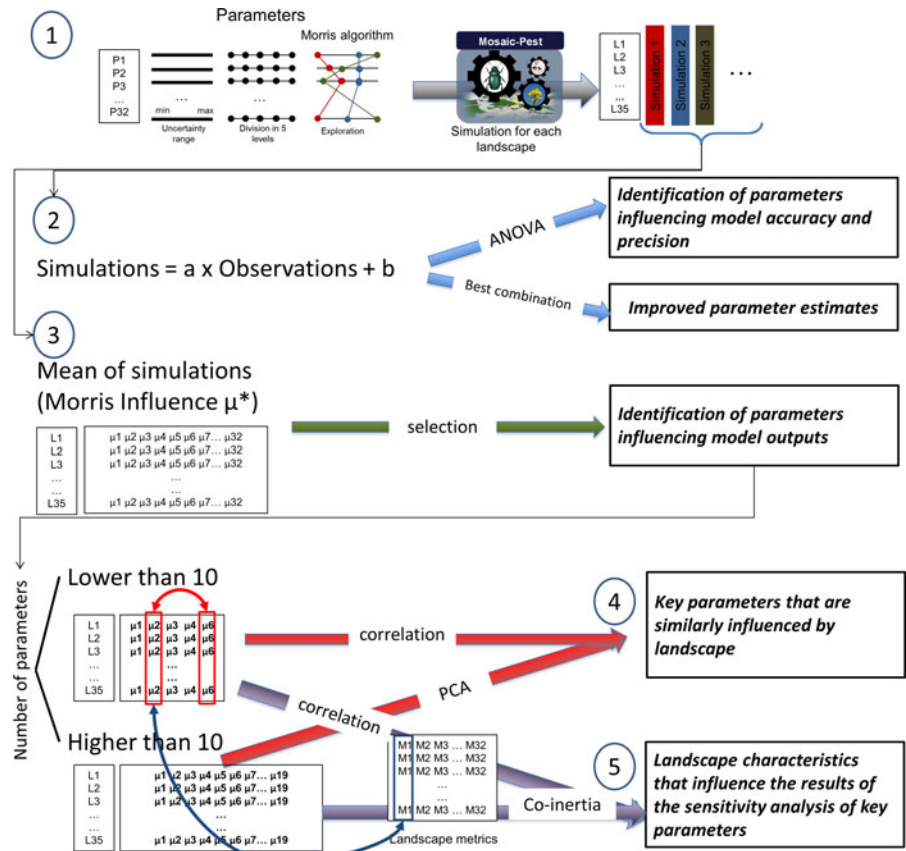 1
Parameters
Morris algorithm
P1
P2
P3
...
P32
...
min max
Uncertainty range
...
Division in 5 levels
Exploration
Mosaic-Pest
Simulation for each landscape
L1
L2
L3
...
...
L35
Simulation 1
Simulation 2
Simulation 3
...
2
Simulations = a x Observations + b
ANOVA
Best combination
Identification of parameters
influencing model accuracy and
precision
Improved parameter estimates
3
Mean of simulations
(Morris Influence µ*)
L1
L2
L3
....
....
L35
µ1 µ2 µ3 µ4 µ5 µ6 µ7... µ32
µ1 µ2 µ3 µ4 µ5 µ6 µ7... µ32
µ1 µ2 µ3 µ4 µ5 µ6 µ7... µ32
...
...
µ1 µ2 µ3 µ4 µ5 µ6 µ7... µ32
selection
Identification of parameters
influencing model outputs
Number of parameters
Lower than 10
L1
L2
L3
...
....
L35
µ1 µ2 µ3 µ4 µ6
µ1 µ2 µ3 µ4 µ6
µ1 µ2 µ3 µ4 µ6
...
...
µ1 µ2 µ3 µ4 µ6
correlation
PCA
4
Key parameters that are
similarly influenced by
landscape
correlation
Higher than 10
L1
L2
L3
...
....
L35
µ1 µ2 µ3 µ4 µ5 µ6 µ7... µ19
µ1 µ2 µ3 µ4 µ5 µ6 µ7... µ19
µ1 µ2 µ3 µ4 µ5 µ6 µ7... µ19
...
...
µ1 µ2 µ3 µ4 µ5 µ6 µ7... µ19
M1 M2 M3 ... M32
M1 M2 M3 ... M32
M1 M2 M3 ... M32
...
...
M1 M2 M3 ... M32
Landscape metrics
Co-inertia
5
Landscape characteristics
that influence the results of
the sensitivity analysis of key
parameters